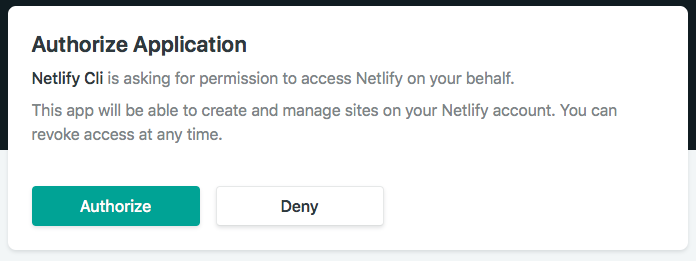 Authorize Application
Netlify Cli is asking for permission to access Netlify on your behalf.
This app will be able to create and manage sites on your Netlify account. You can
revoke access at any time.
Authorize
Deny